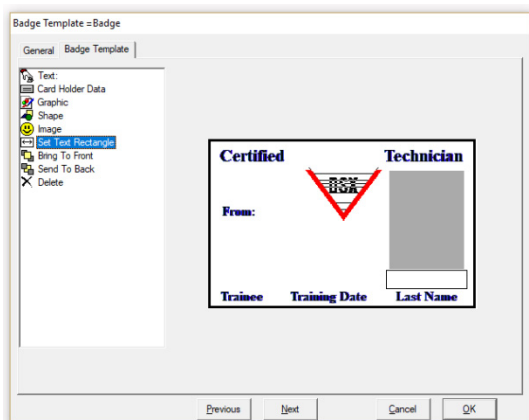 Badge Template =Badge
General Badge Template
Text:
Card Holder Data
Graphic
Shape
Image
Set Text Rectangle
Bring To Front
Send To Back
Delete
Certified Technician
DSX
From:
Trainee Training Date Last Name
Previous Next Cancel OK